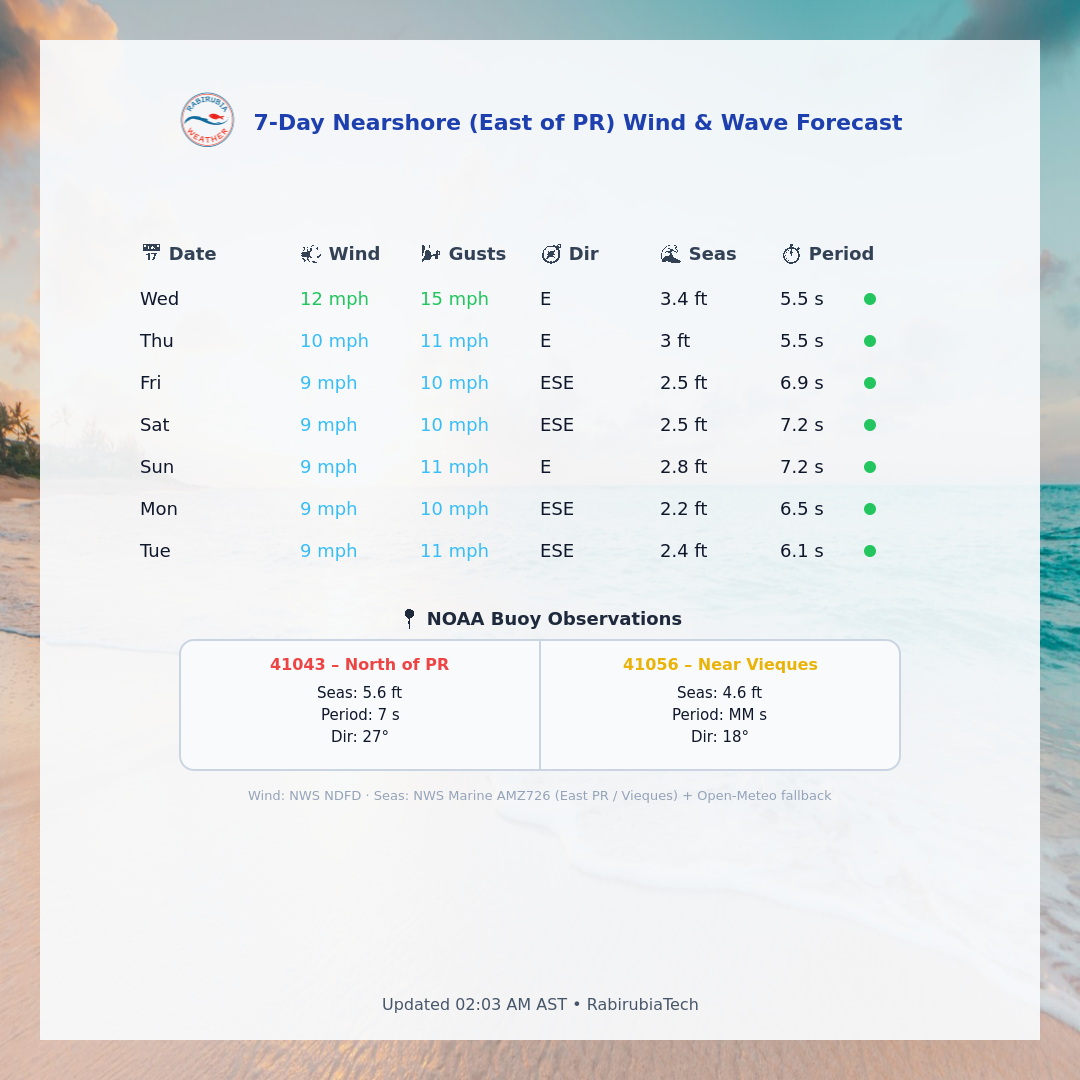 RABIRUBIA
WEATHER
7-Day Nearshore (East of PR) Wind & Wave Forecast
Date Wind Gusts Dir Seas Period
Wed 12 mph 15 mph E 3.4 ft 5.5 s
Thu 10 mph 11 mph E 3 ft 5.5 s
Fri 9 mph 10 mph ESE 2.5 ft 6.9 s
Sat 9 mph 10 mph ESE 2.5 ft 7.2 s
Sun 9 mph 11 mph E 2.8 ft 7.2 s
Mon 9 mph 10 mph ESE 2.2 ft 6.5 s
Tue 9 mph 11 mph ESE 2.4 ft 6.1 s
NOAA Buoy Observations
41043 – North of PR
Seas: 5.6 ft
Period: 7 s
Dir: 27°
41056 – Near Vieques
Seas: 4.6 ft
Period: MM s
Dir: 18°
Wind: NWS NDFD · Seas: NWS Marine AMZ726 (East PR / Vieques) + Open-Meteo fallback
Updated 02:03 AM AST • RabirubiaTech